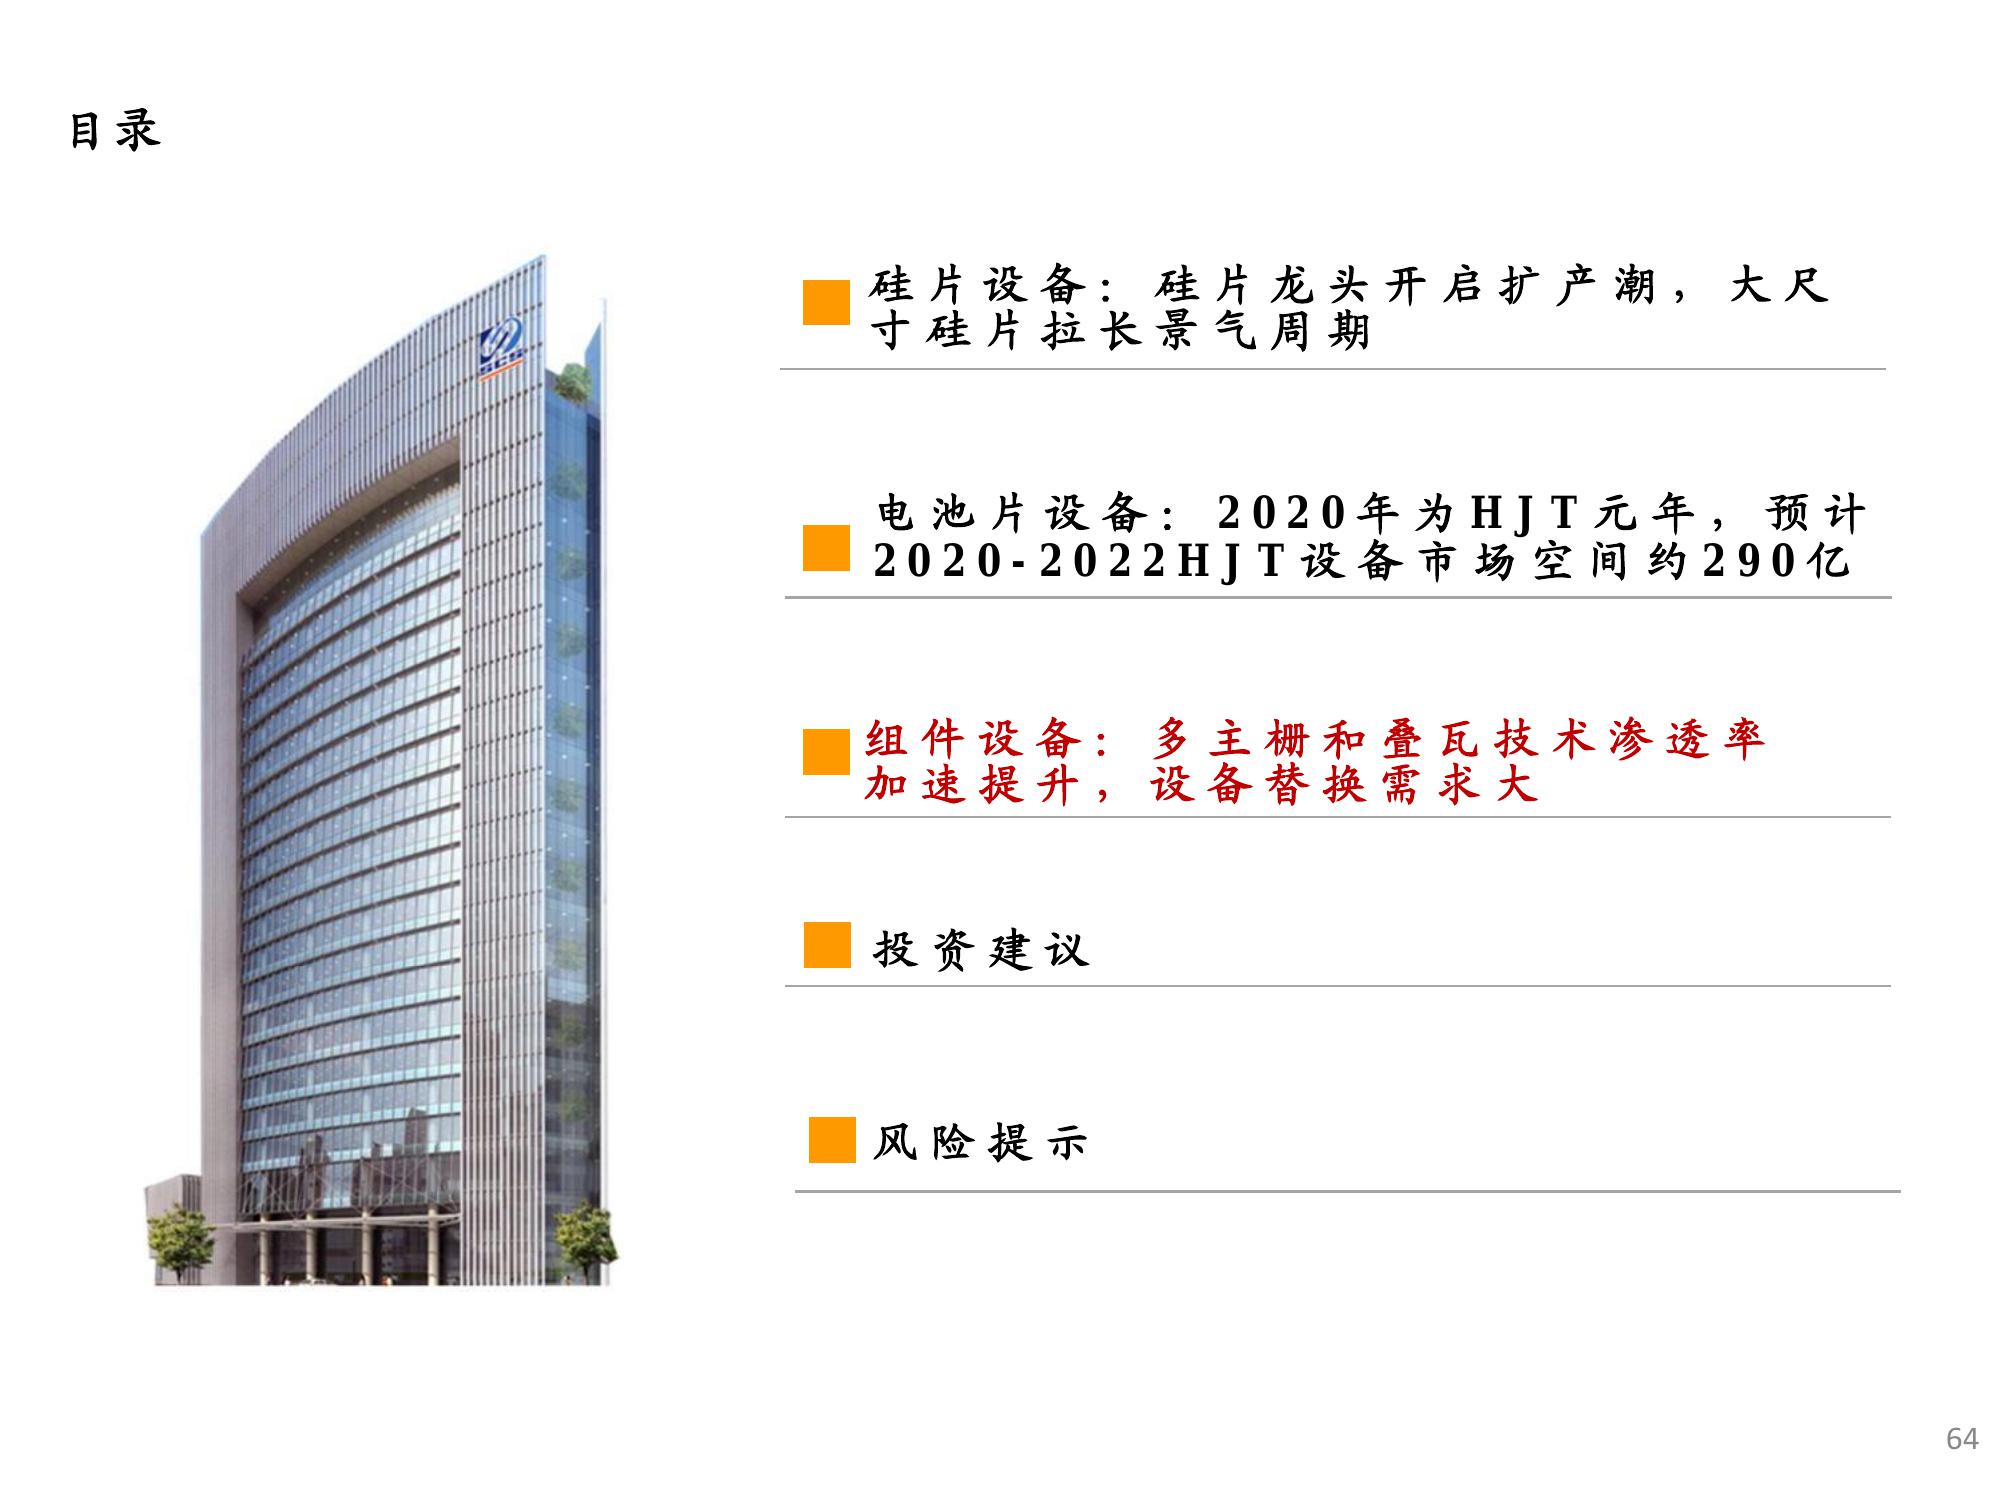 目录
SCS
硅片设备：硅片龙头开启扩产潮，大尺
寸硅片拉长景气周期
电池片设备：2020年为HJT元年，预计
2020-2022HJT设备市场空间约290亿
组件设备：多主栅和叠瓦技术渗透率
加速提升，设备替换需求大
投资建议
风险提示
64